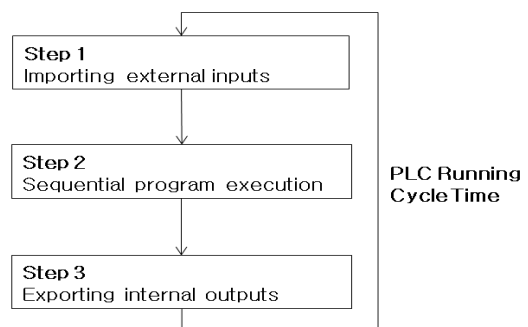 Step 1
Importing external inputs
Step 2
Sequential program execution
PLC Running
Cycle Time
Step 3
Exporting internal outputs